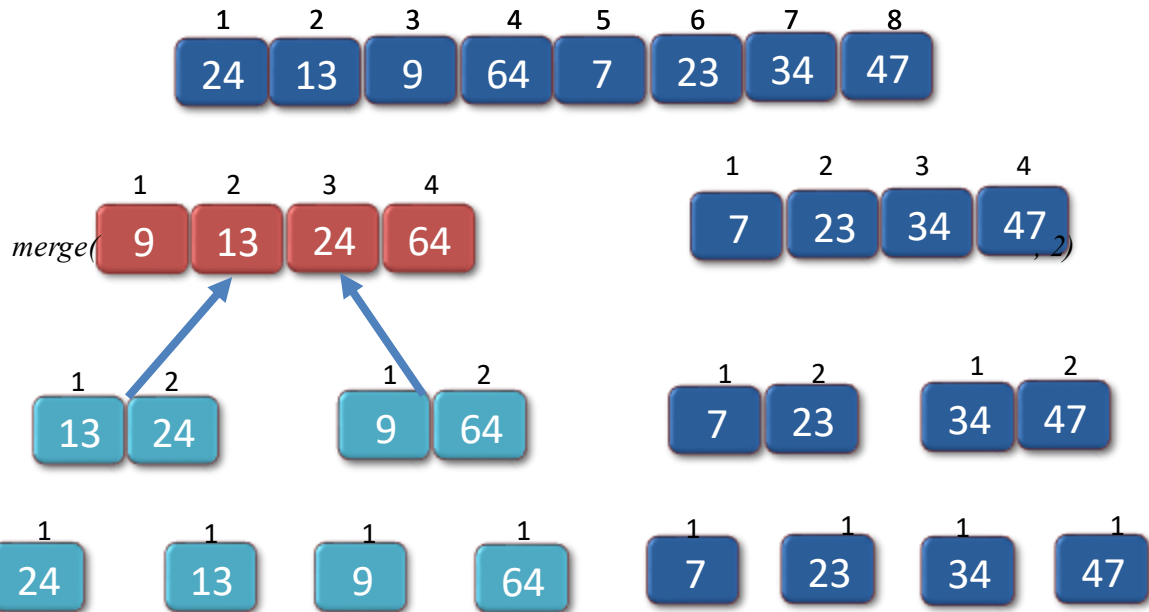 1 2 3 4 5 6 7 8
24 13 9 64 7 23 34 47
1 2 3 4
merge( 9 13 24 64
1 2 3 4
7 23 34 47 , 2)
1 2
13 24
1 2
9 64
1 2
7 23
1 2
34 47
1 1 1 1 1 1 1 1
24 13 9 64 7 23 34 47